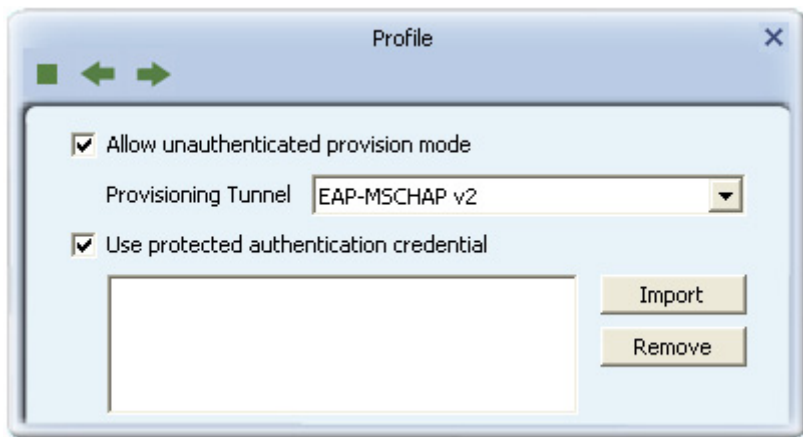 Profile
Allow unauthenticated provision mode
Provisioning Tunnel EAP-MSCHAP v2
Use protected authentication credential
Import
Remove